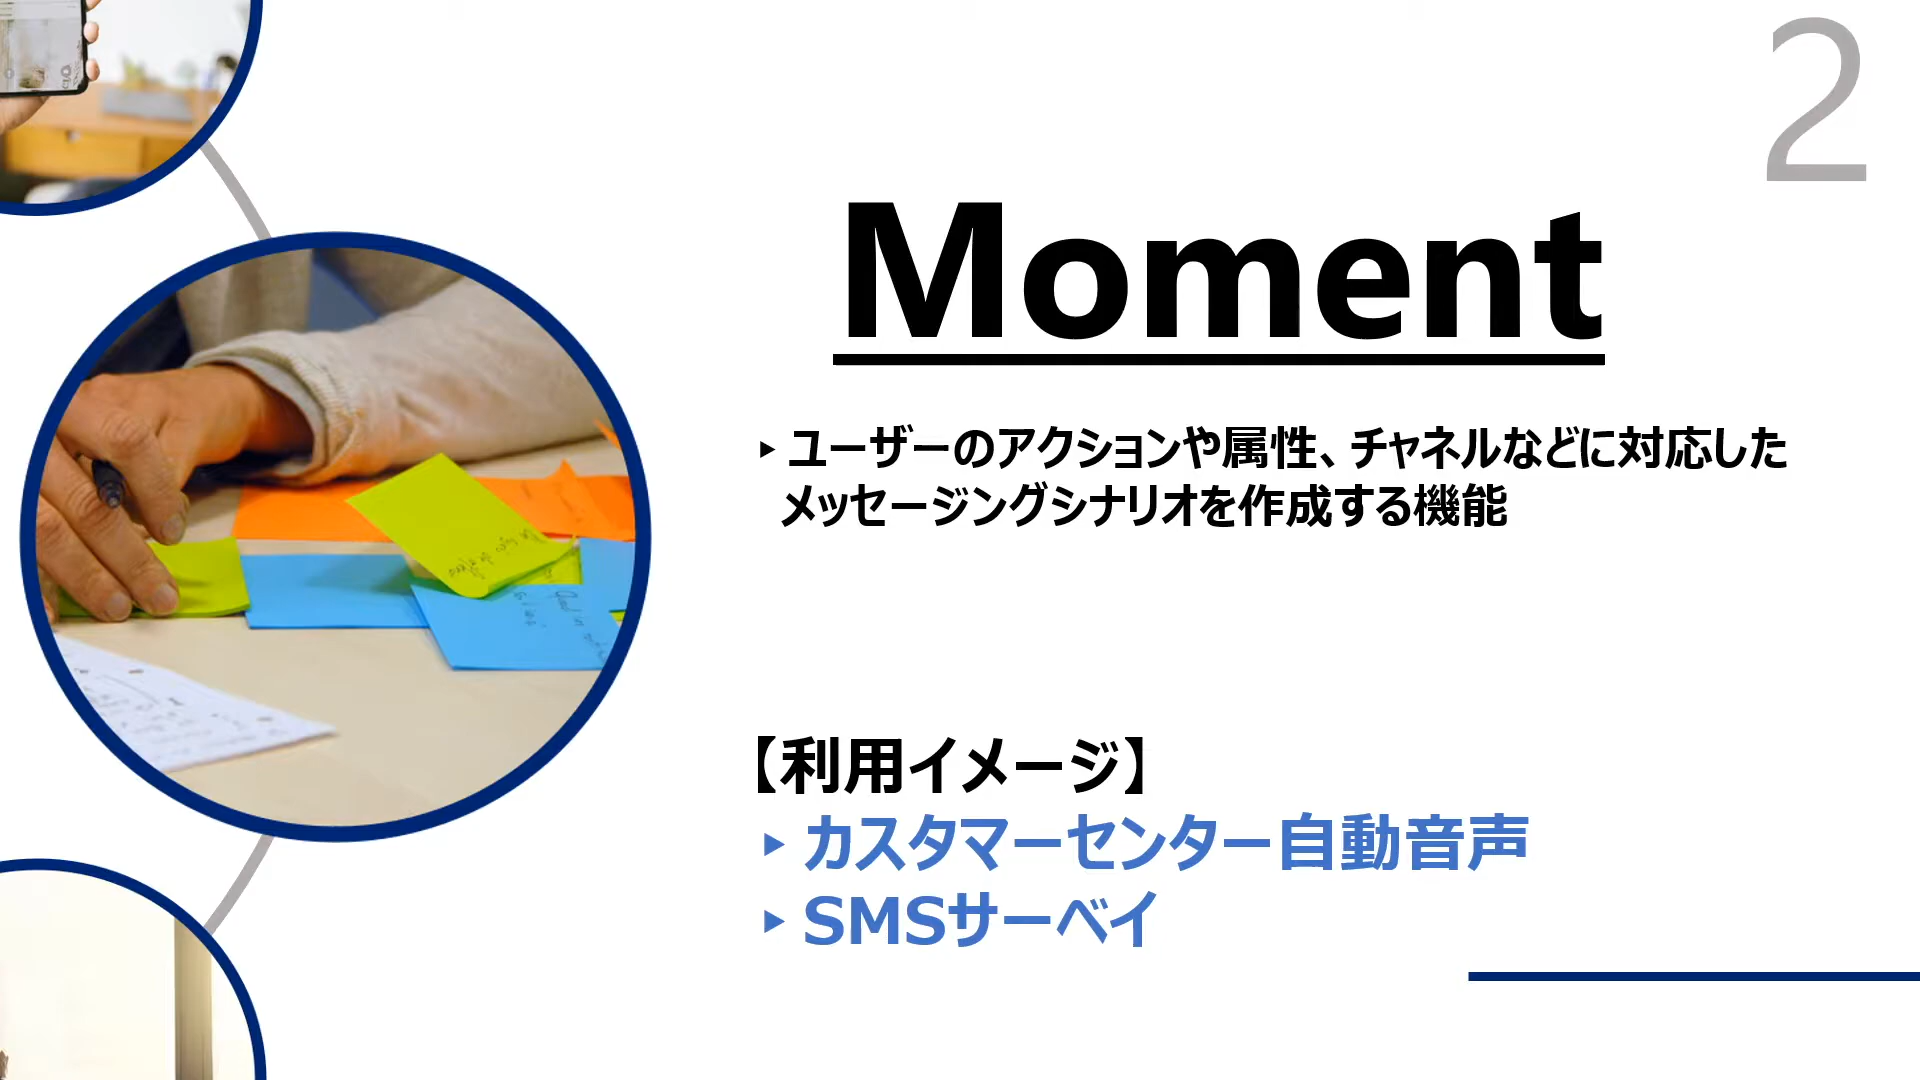 2
Moment
▸ユーザーのアクションや属性、チャネルなどに対応した
メッセージングシナリオを作成する機能
【利用イメージ】
▸カスタマーセンター自動音声
▸SMSサーベイ